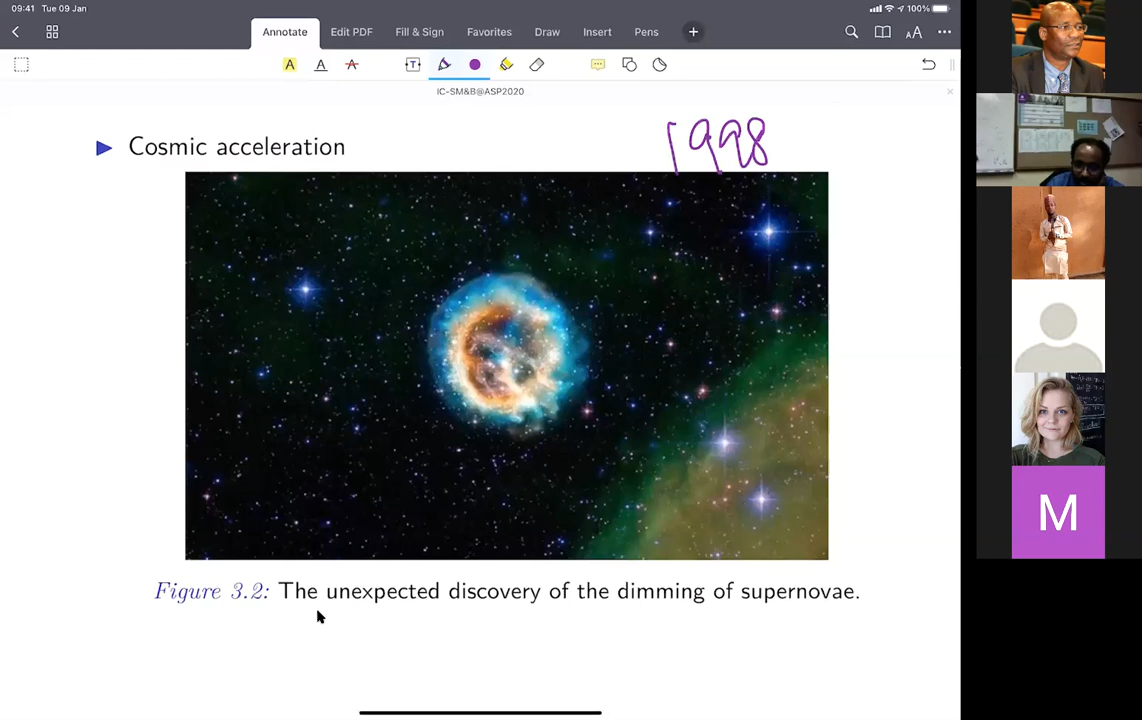 09:41 Tue 09 Jan 100%
Annotate Edit PDF Fill & Sign Favorites Draw Insert Pens
A A A T AA
IC-SM&B@ASP2020
1998
Cosmic acceleration
Figure 3.2: The unexpected discovery of the dimming of supernovae.
M